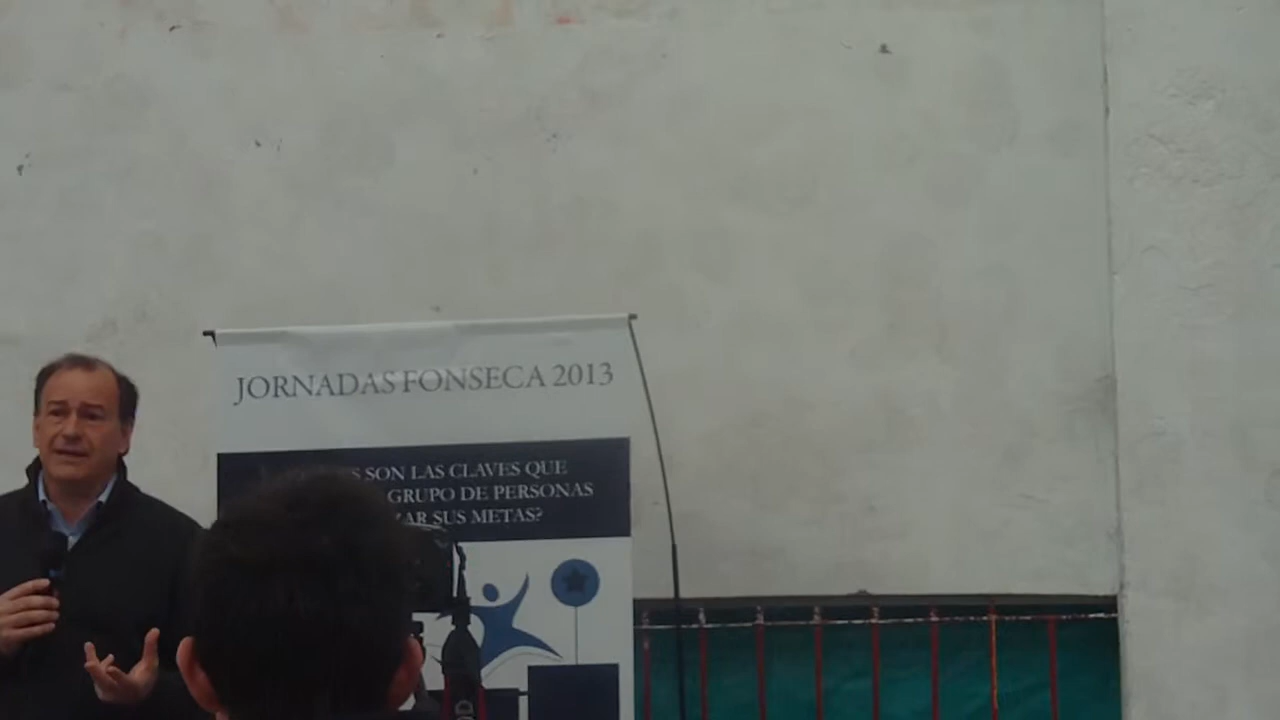 JORNADAS FONSECA 2013
SON LAS CLAVES QUE
GRUPO DE PERSONAS
SUS METAS?